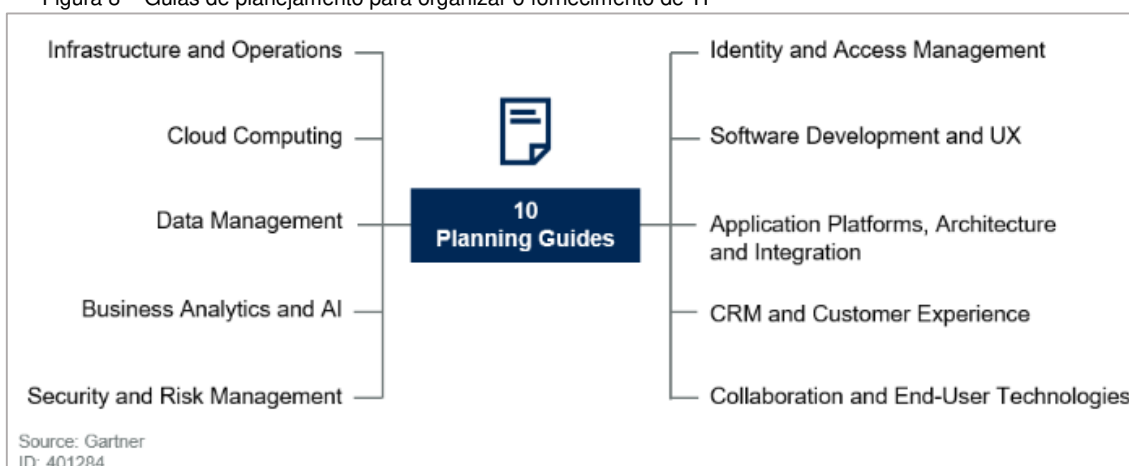 Figura 8 – Guias de planejamento para organizar o fornecimento de TI
Infrastructure and Operations
Cloud Computing
Data Management
Business Analytics and AI
Security and Risk Management
10
Planning Guides
Identity and Access Management
Software Development and UX
Application Platforms, Architecture
and Integration
CRM and Customer Experience
Collaboration and End-User Technologies
Source: Gartner
ID: 401284